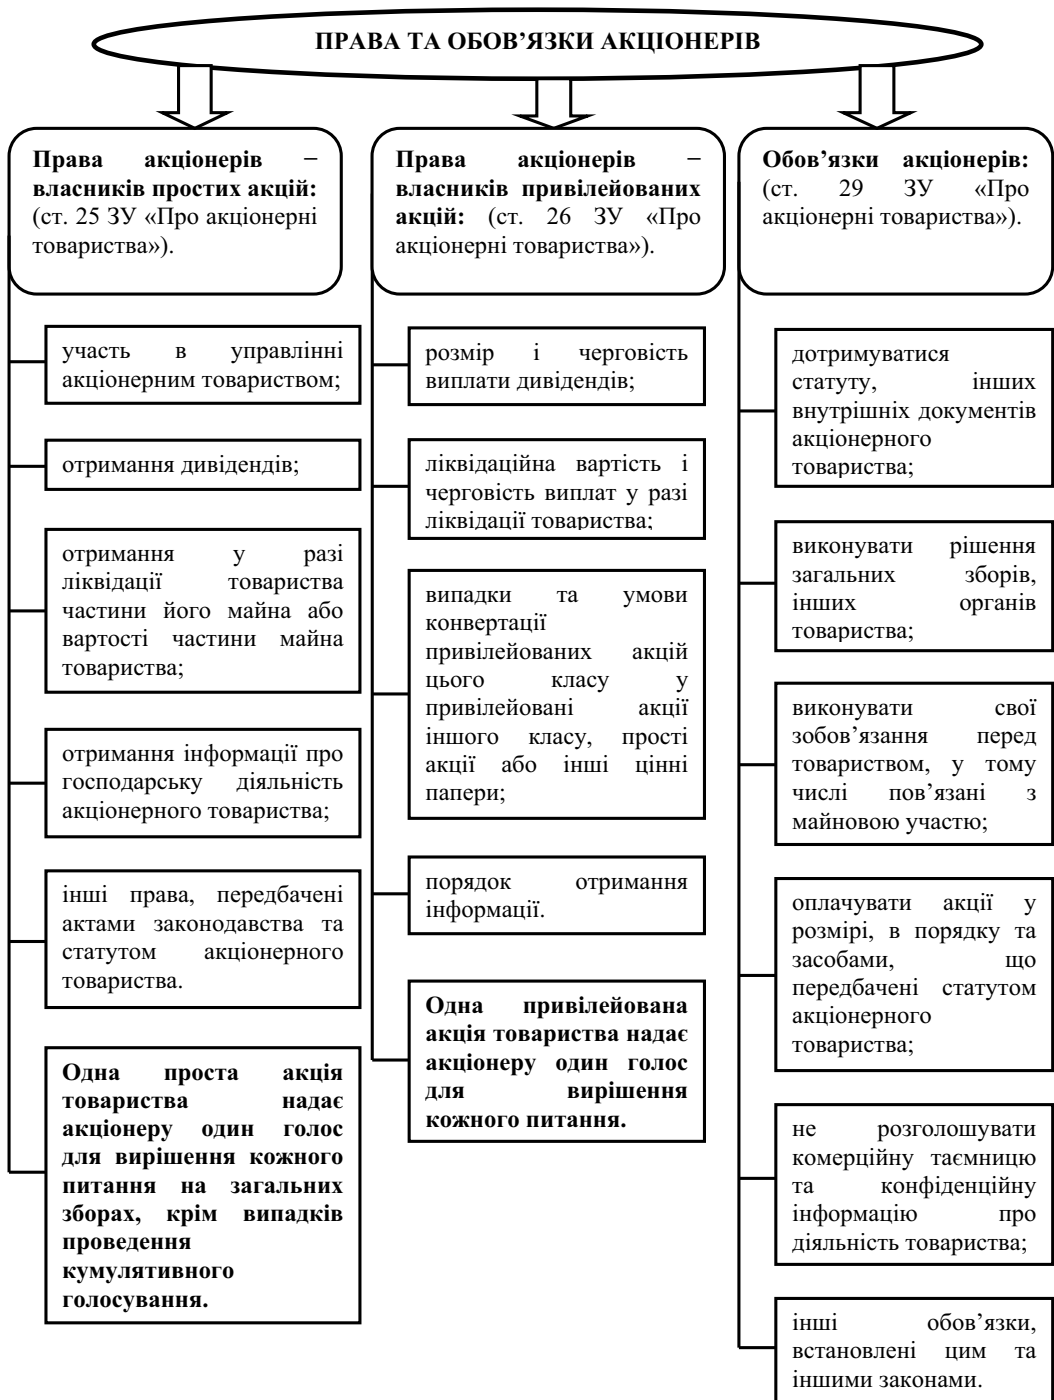 ПРАВА ТА ОБОВ’ЯЗКИ АКЦІОНЕРІВ
Права акціонерів –
власників простих акцій:
(ст. 25 ЗУ «Про акціонерні
товариства»).
участь в управлінні
акціонерним товариством;
отримання дивідендів;
отримання у разі
ліквідації товариства
частини його майна або
вартості частини майна
товариства;
отримання інформації про
господарську діяльність
акціонерного товариства;
інші права, передбачені
актами законодавства та
статутом акціонерного
товариства.
Одна проста акція
товариства надає
акціонеру один голос
для вирішення кожного
питання на загальних
зборах, крім випадків
проведення
кумулятивного
голосування.
Права акціонерів –
власників привілейованих
акцій: (ст. 26 ЗУ «Про
акціонерні товариства»).
розмір і черговість
виплати дивідендів;
ліквідаційна вартість і
черговість виплат у разі
ліквідації товариства;
випадки та умови
конвертації
привілейованих акцій
цього класу у
привілейовані акції
іншого класу, прості
акції або інші цінні
папери;
порядок отримання
інформації.
Одна привілейована
акція товариства надає
акціонеру один голос
для вирішення
кожного питання.
Обов’язки акціонерів:
(ст. 29 ЗУ «Про
акціонерні товариства»).
дотримуватися
статуту, інших
внутрішніх документів
акціонерного
товариства;
виконувати рішення
загальних зборів,
інших органів
товариства;
виконувати свої
зобов’язання перед
товариством, у тому
числі пов’язані з
майновою участю;
оплачувати акції у
розмірі, в порядку та
засобами, що
передбачені статутом
акціонерного
товариства;
не розголошувати
комерційну таємницю
та конфіденційну
інформацію про
діяльність товариства;
інші обов’язки,
встановлені цим та
іншими законами.